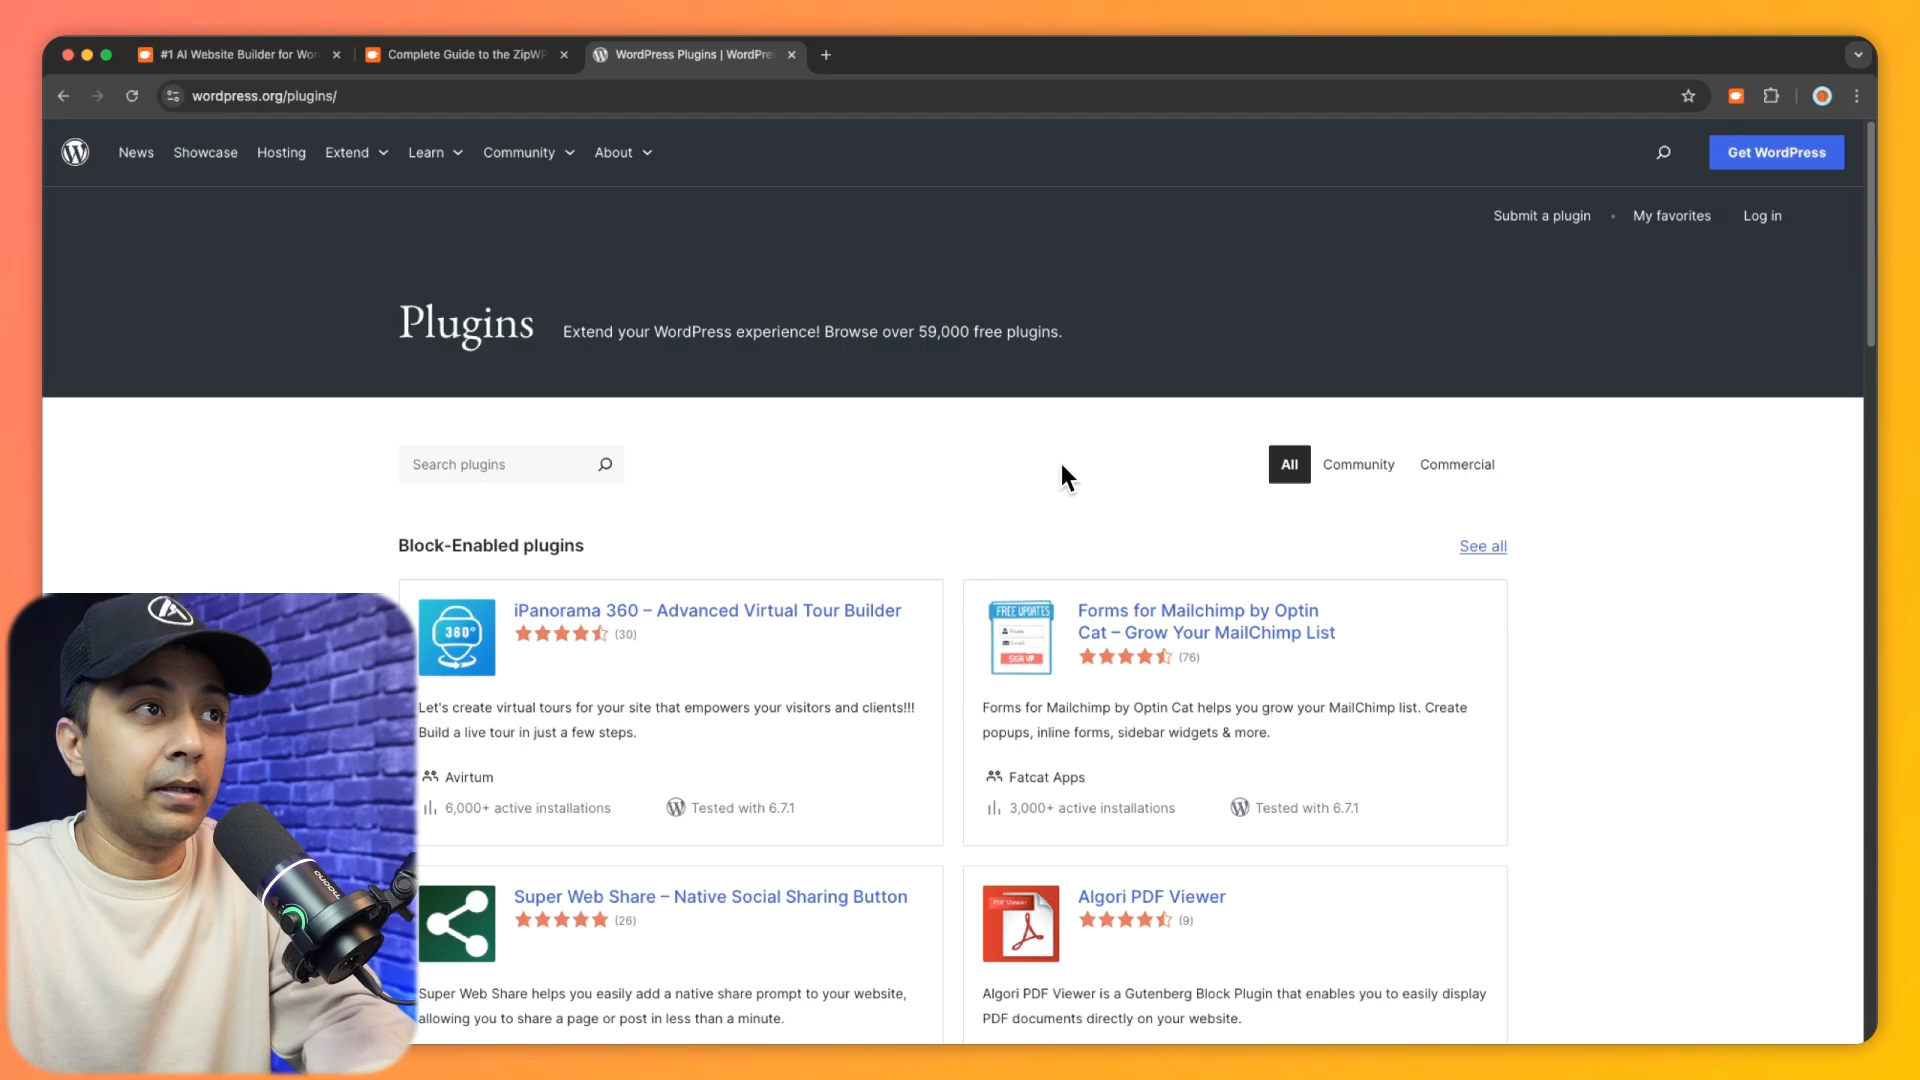 #1 AI Website Builder for Wor
Complete Guide to the ZipWP
WordPress Plugins | WordPre
wordpress.org/plugins/
News
Showcase
Hosting
Extend
Learn
Community
About
Get WordPress
Submit a plugin
My favorites
Log in
Plugins
Extend your WordPress experience! Browse over 59,000 free plugins.
Search plugins
All
Community
Commercial
Block-Enabled plugins
See all
360°
iPanorama 360 – Advanced Virtual Tour Builder
(30)
Let's create virtual tours for your site that empowers your visitors and clients!!!
Build a live tour in just a few steps.
Avirtum
6,000+ active installations
Tested with 6.7.1
FREE UPDATES
SIGN UP
Forms for Mailchimp by Optin
Cat – Grow Your MailChimp List
(76)
Forms for Mailchimp by Optin Cat helps you grow your MailChimp list. Create
popups, inline forms, sidebar widgets & more.
Fatcat Apps
3,000+ active installations
Tested with 6.7.1
Super Web Share – Native Social Sharing Button
(26)
Super Web Share helps you easily add a native share prompt to your website,
allowing you to share a page or post in less than a minute.
PDF Viewer
Algori PDF Viewer
(9)
Algori PDF Viewer is a Gutenberg Block Plugin that enables you to easily display
PDF documents directly on your website.
maono